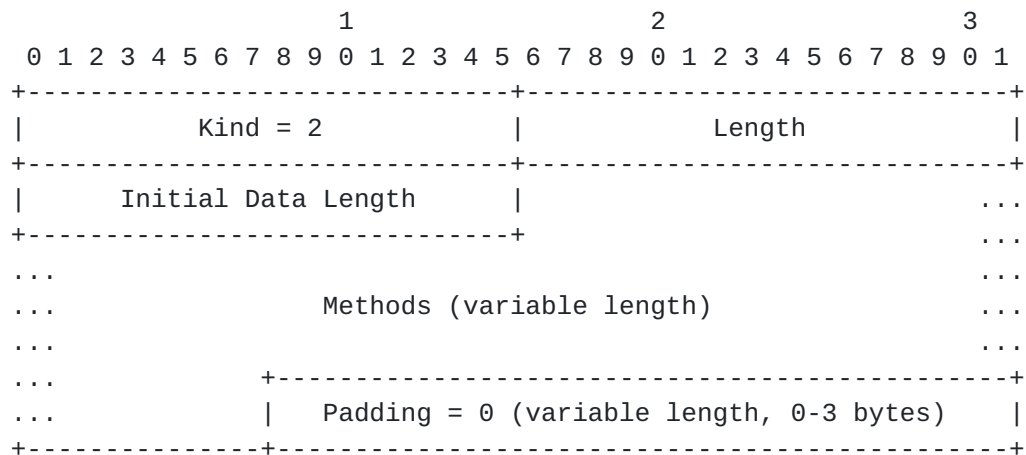 1                   2                   3
 0 1 2 3 4 5 6 7 8 9 0 1 2 3 4 5 6 7 8 9 0 1 2 3 4 5 6 7 8 9 0 1
+-------------------------------+-------------------------------+
|           Kind = 2            |            Length             |
+-------------------------------+-------------------------------+
|      Initial Data Length      |                             ...
+-------------------------------+                             ...
...                                                           ...
...                 Methods (variable length)                 ...
...                                                           ...
...             +-----------------------------------------------+
...             |   Padding = 0 (variable length, 0-3 bytes)    |
+---------------+-----------------------------------------------+